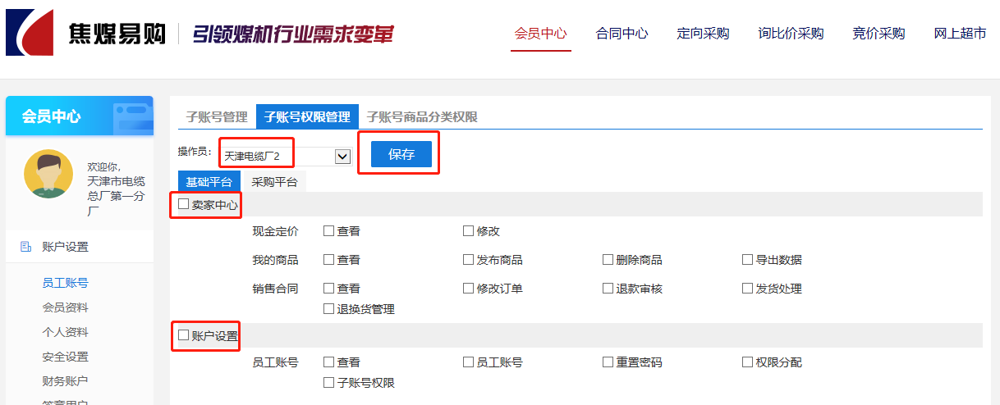 焦煤易购 引领煤机行业需求变革
会员中心 合同中心 定向采购 询比价采购 竞价采购 网上超市
会员中心
欢迎你,
天津市电缆
总厂第一分
厂
账户设置
员工账号
会员资料
个人资料
安全设置
财务账户
签章用户
子账号管理 子账号权限管理 子账号商品分类权限
操作员: 天津电缆厂2 保存
基础平台 采购平台
卖家中心
现金定价 查看 修改
我的商品 查看 发布商品 删除商品 导出数据
销售合同 查看 修改订单 退款审核 发货处理
退换货管理
账户设置
员工账号 查看 员工账号 重置密码 权限分配
子账号权限